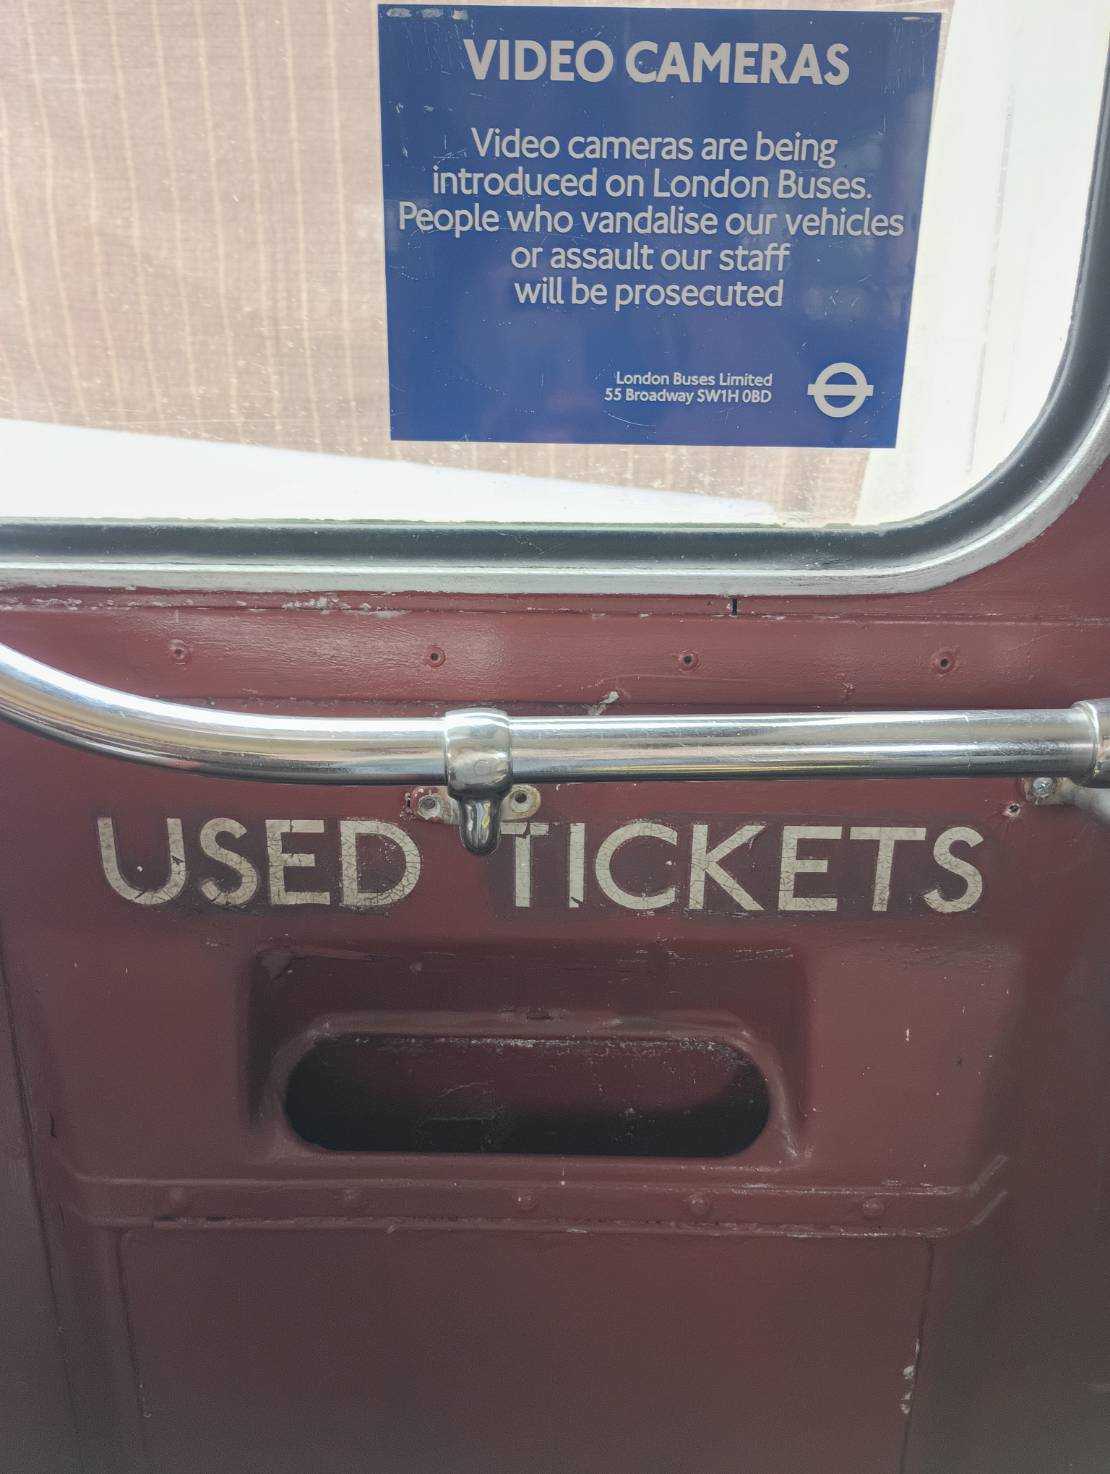 VIDEO CAMERAS
Video cameras are being
introduced on London Buses.
People who vandalise our vehicles
or assault our staff
will be prosecuted
London Buses Limited
55 Broadway SW1H 0BD
USED TICKETS